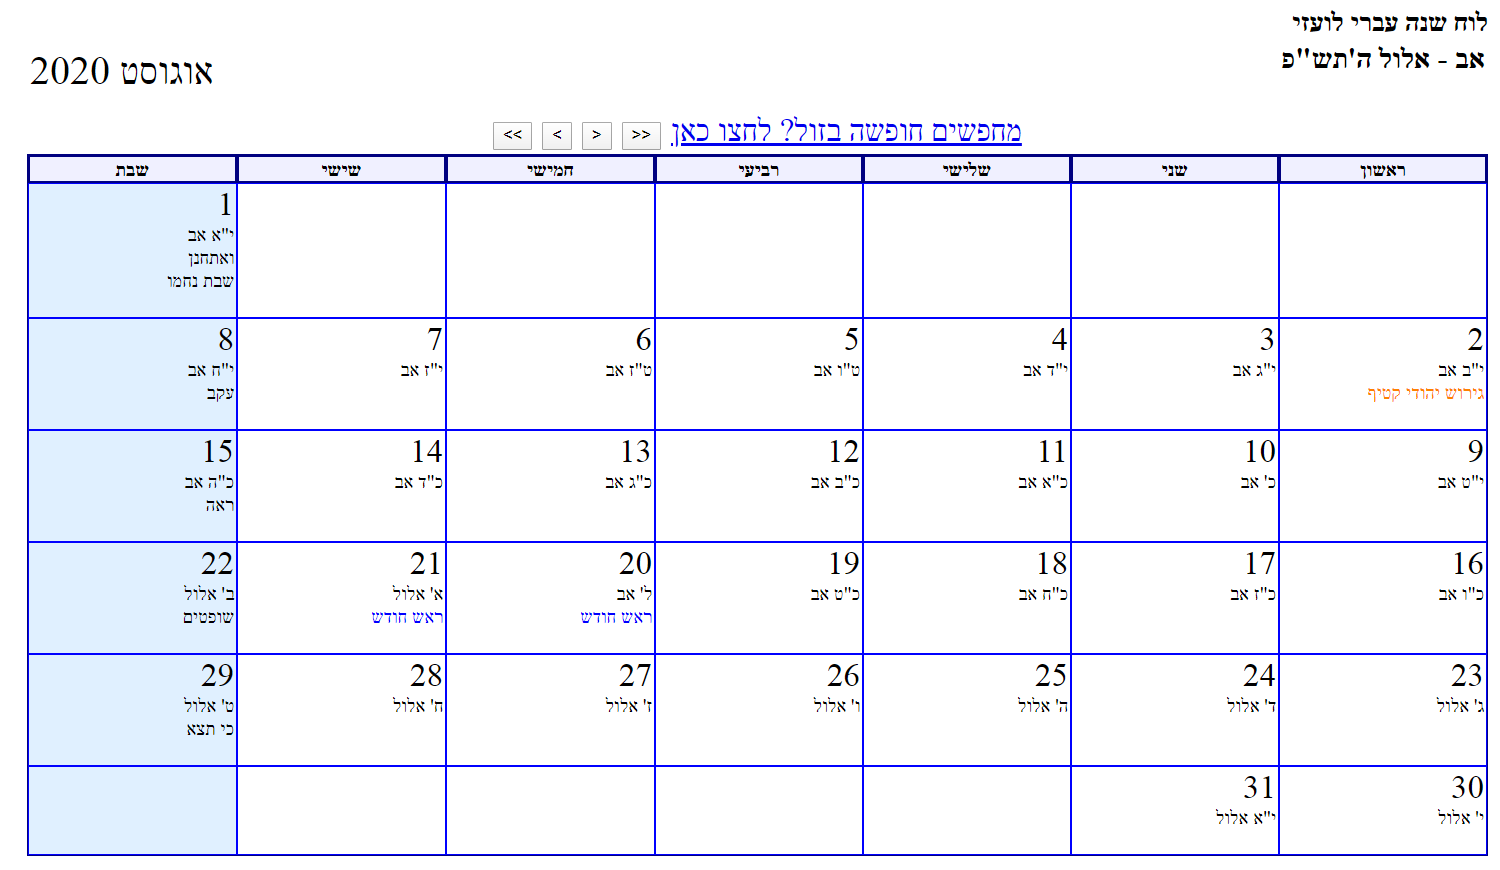 לוח שנה עברי לועזי
אב - אלול ה'תש"פ
אוגוסט 2020
מחפשים חופשה בזול? לחצו כאן >> > < <<
ראשון שני שלישי רביעי חמישי שישי שבת
1
י"א אב
ואתחנן
שבת נחמו
2 3 4 5 6 7 8
י"ב אב י"ג אב י"ד אב ט"ו אב ט"ז אב י"ז אב י"ח אב
גירוש יהודי קטיף עקב
9 10 11 12 13 14 15
י"ט אב כ' אב כ"א אב כ"ב אב כ"ג אב כ"ד אב כ"ה אב
ראה
16 17 18 19 20 21 22
כ"ו אב כ"ז אב כ"ח אב כ"ט אב ל' אב א' אלול ב' אלול
ראש חודש ראש חודש שופטים
23 24 25 26 27 28 29
ג' אלול ד' אלול ה' אלול ו' אלול ז' אלול ח' אלול ט' אלול
כי תצא
30 31
י' אלול י"א אלול